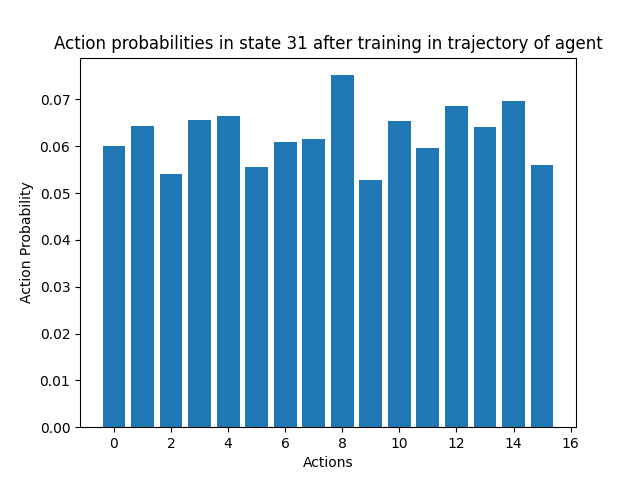 Action probabilities in state 31 after training in trajectory of agent
0.07
0.06
0.05
0.04
0.03
0.02
0.01
0.00
Action Probability
0 2 4 6 8 10 12 14 16
Actions